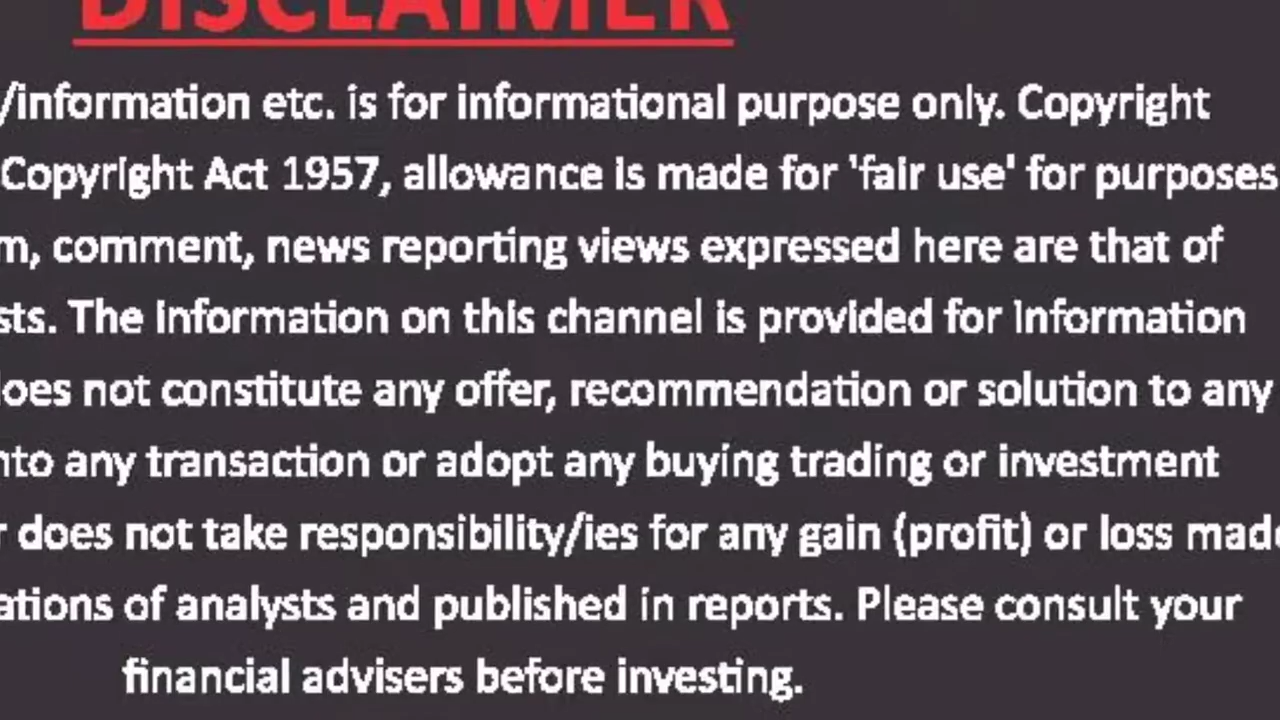 DISCLAIMER
/information etc. is for informational purpose only. Copyright
Copyright Act 1957, allowance is made for 'fair use' for purposes
m, comment, news reporting views expressed here are that of
sts. The information on this channel is provided for information
does not constitute any offer, recommendation or solution to any
nto any transaction or adopt any buying trading or investment
r does not take responsibility/ies for any gain (profit) or loss made
ations of analysts and published in reports. Please consult your
financial advisers before investing.